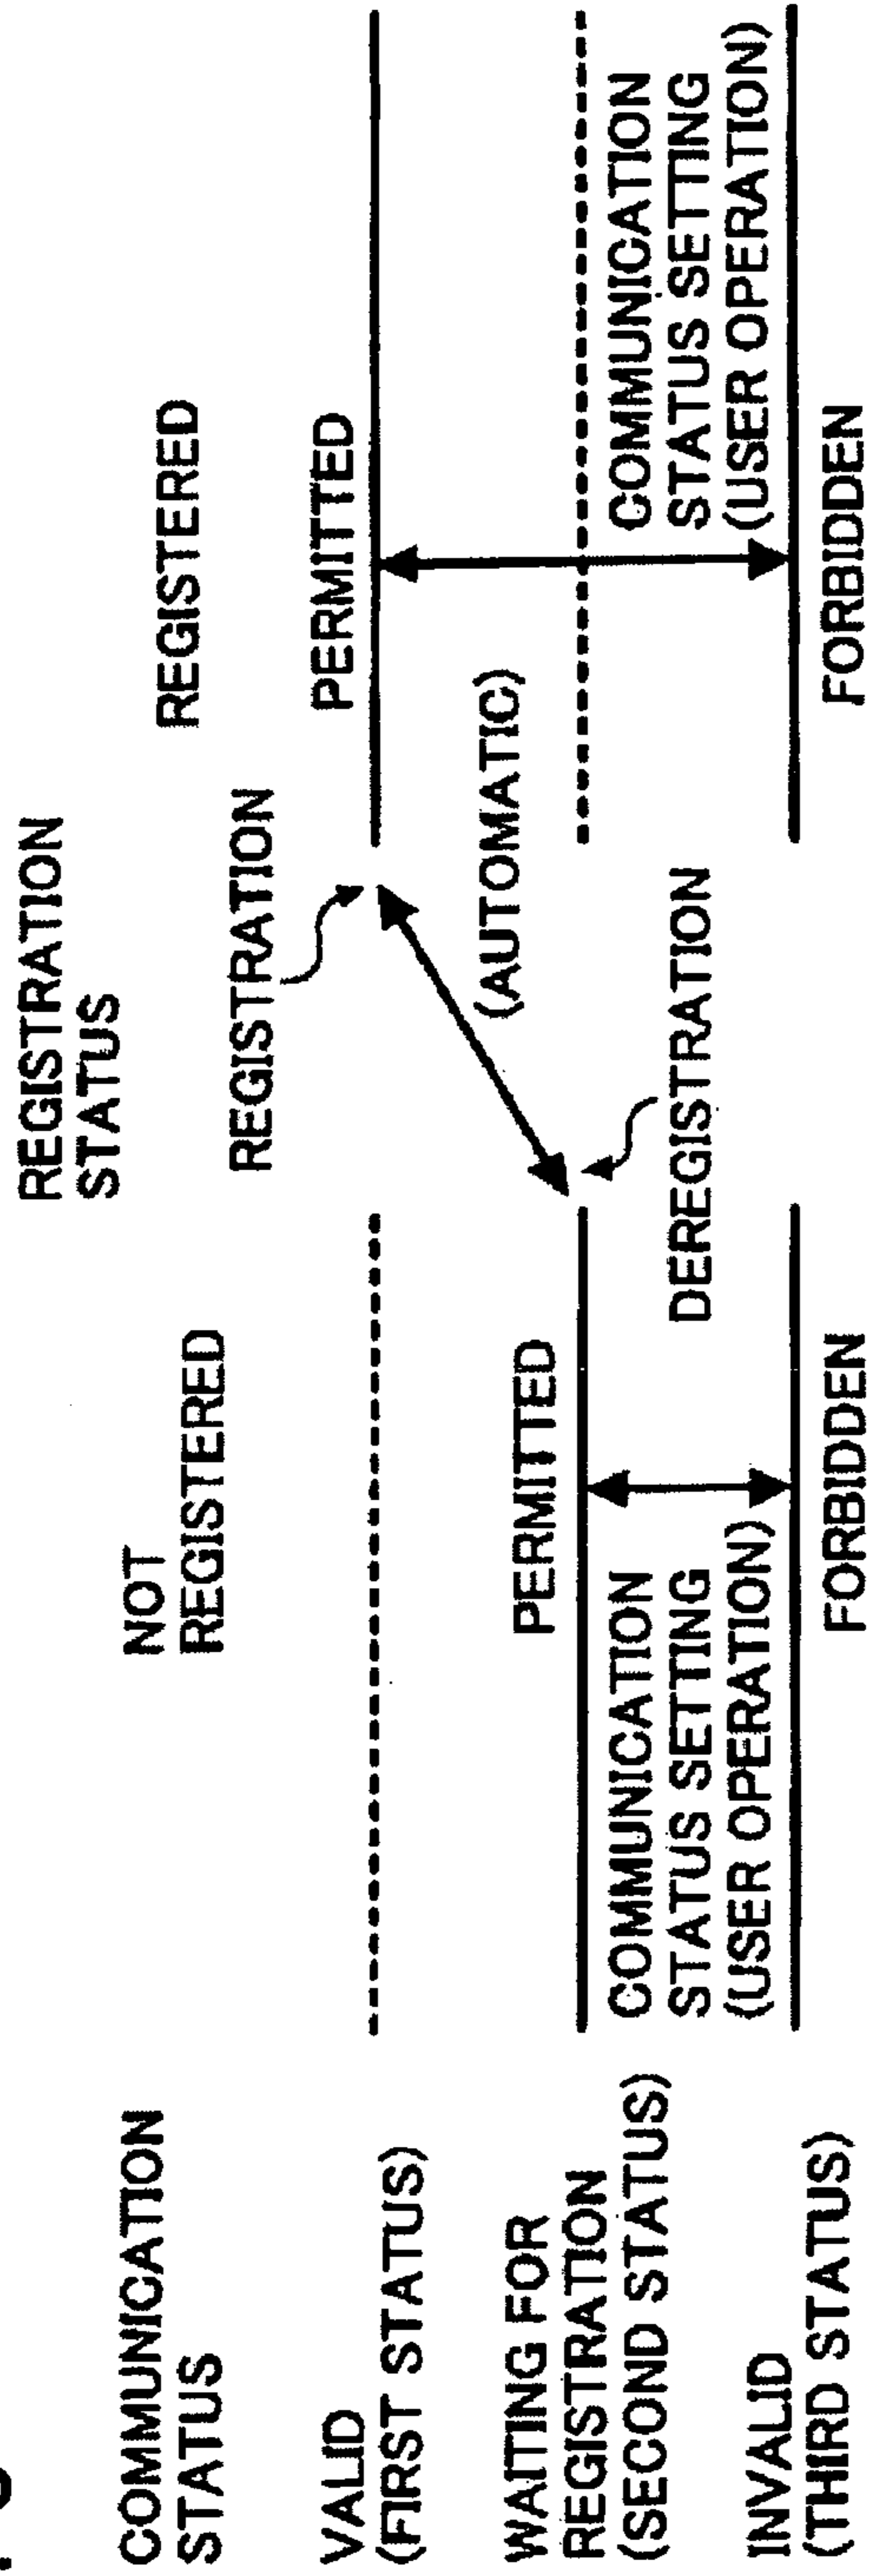 REGISTRATION
STATUS
COMMUNICATION
STATUS
NOT
REGISTERED
REGISTERED
REGISTRATION
VALID
(FIRST STATUS)
PERMITTED
(AUTOMATIC)
WAITING FOR
REGISTRATION
(SECOND STATUS)
PERMITTED
DEREGISTRATION
COMMUNICATION
STATUS SETTING
(USER OPERATION)
COMMUNICATION
STATUS SETTING
(USER OPERATION)
INVALID
(THIRD STATUS)
FORBIDDEN
FORBIDDEN